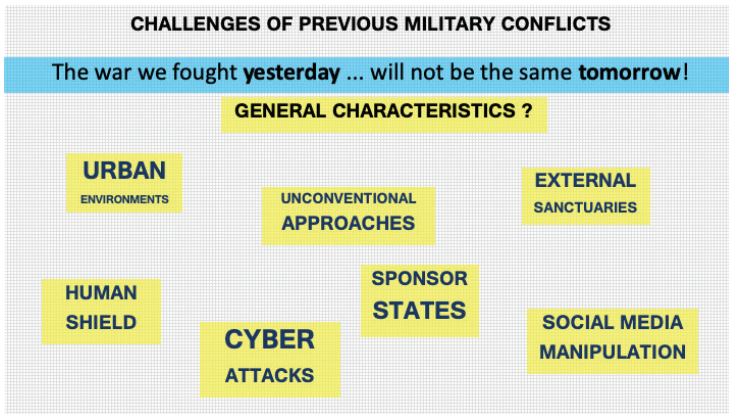 CHALLENGES OF PREVIOUS MILITARY CONFLICTS
The war we fought yesterday ... will not be the same tomorrow!
GENERAL CHARACTERISTICS ?
URBAN
ENVIRONMENTS
UNCONVENTIONAL
APPROACHES
EXTERNAL
SANCTUARIES
HUMAN
SHIELD
CYBER
ATTACKS
SPONSOR
STATES
SOCIAL MEDIA
MANIPULATION